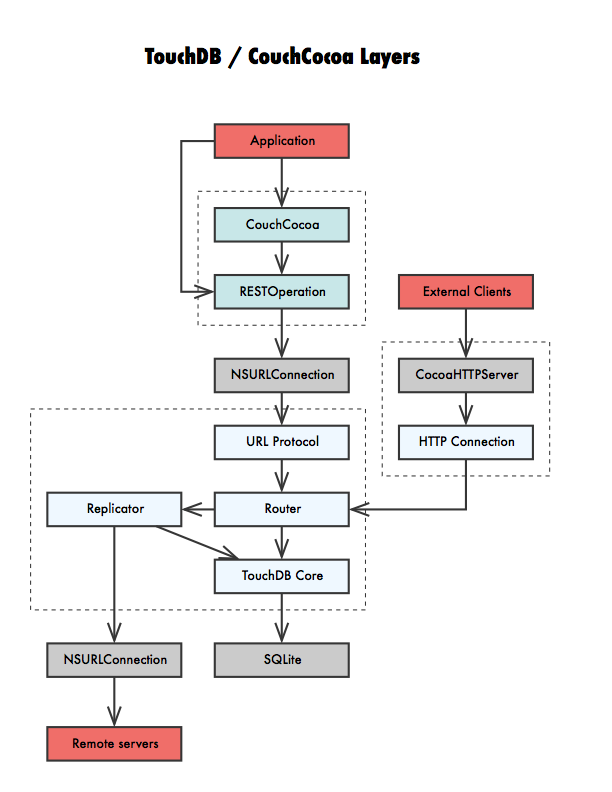 TouchDB / CouchCocoa Layers
Application
CouchCocoa
RESTOperation
External Clients
NSURLConnection
CocoaHTTPServer
URL Protocol
HTTP Connection
Replicator
Router
TouchDB Core
NSURLConnection
SQLite
Remote servers